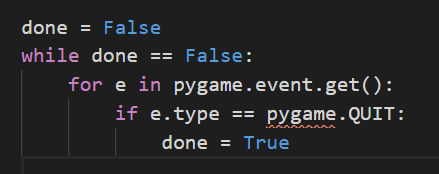 done = False
while done == False:
    for e in pygame.event.get():
        if e.type == pygame.QUIT:
            done = True